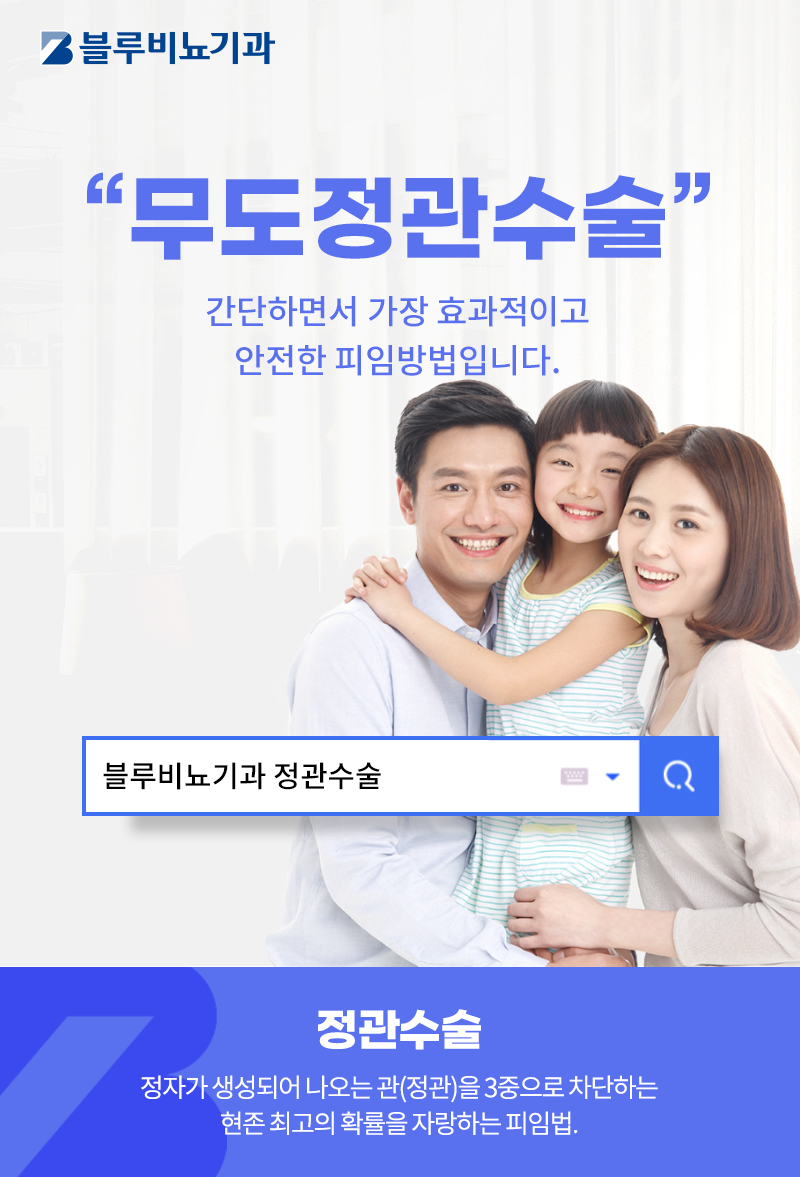 블루비뇨기과
“무도정관수술”
간단하면서 가장 효과적이고
안전한 피임방법입니다.
블루비뇨기과 정관수술
정관수술
정자가 생성되어 나오는 관(정관)을 3중으로 차단하는
현존 최고의 확률을 자랑하는 피임법.